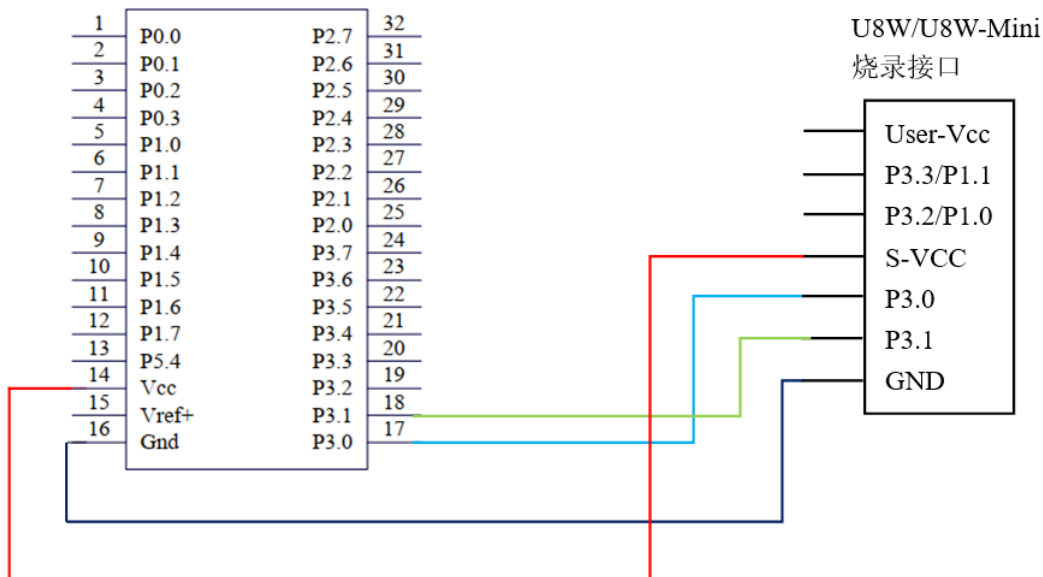 1 P0.0 P2.7 32
2 P0.1 P2.6 31
3 P0.2 P2.5 30
4 P0.3 P2.4 29
5 P1.0 P2.3 28
6 P1.1 P2.2 27
7 P1.2 P2.1 26
8 P1.3 P2.0 25
9 P1.4 P3.7 24
10 P1.5 P3.6 23
11 P1.6 P3.5 22
12 P1.7 P3.4 21
13 P5.4 P3.3 20
14 Vcc P3.2 19
15 Vref+ P3.1 18
16 Gnd P3.0 17
U8W/U8W-Mini
烧录接口
User-Vcc
P3.3/P1.1
P3.2/P1.0
S-VCC
P3.0
P3.1
GND